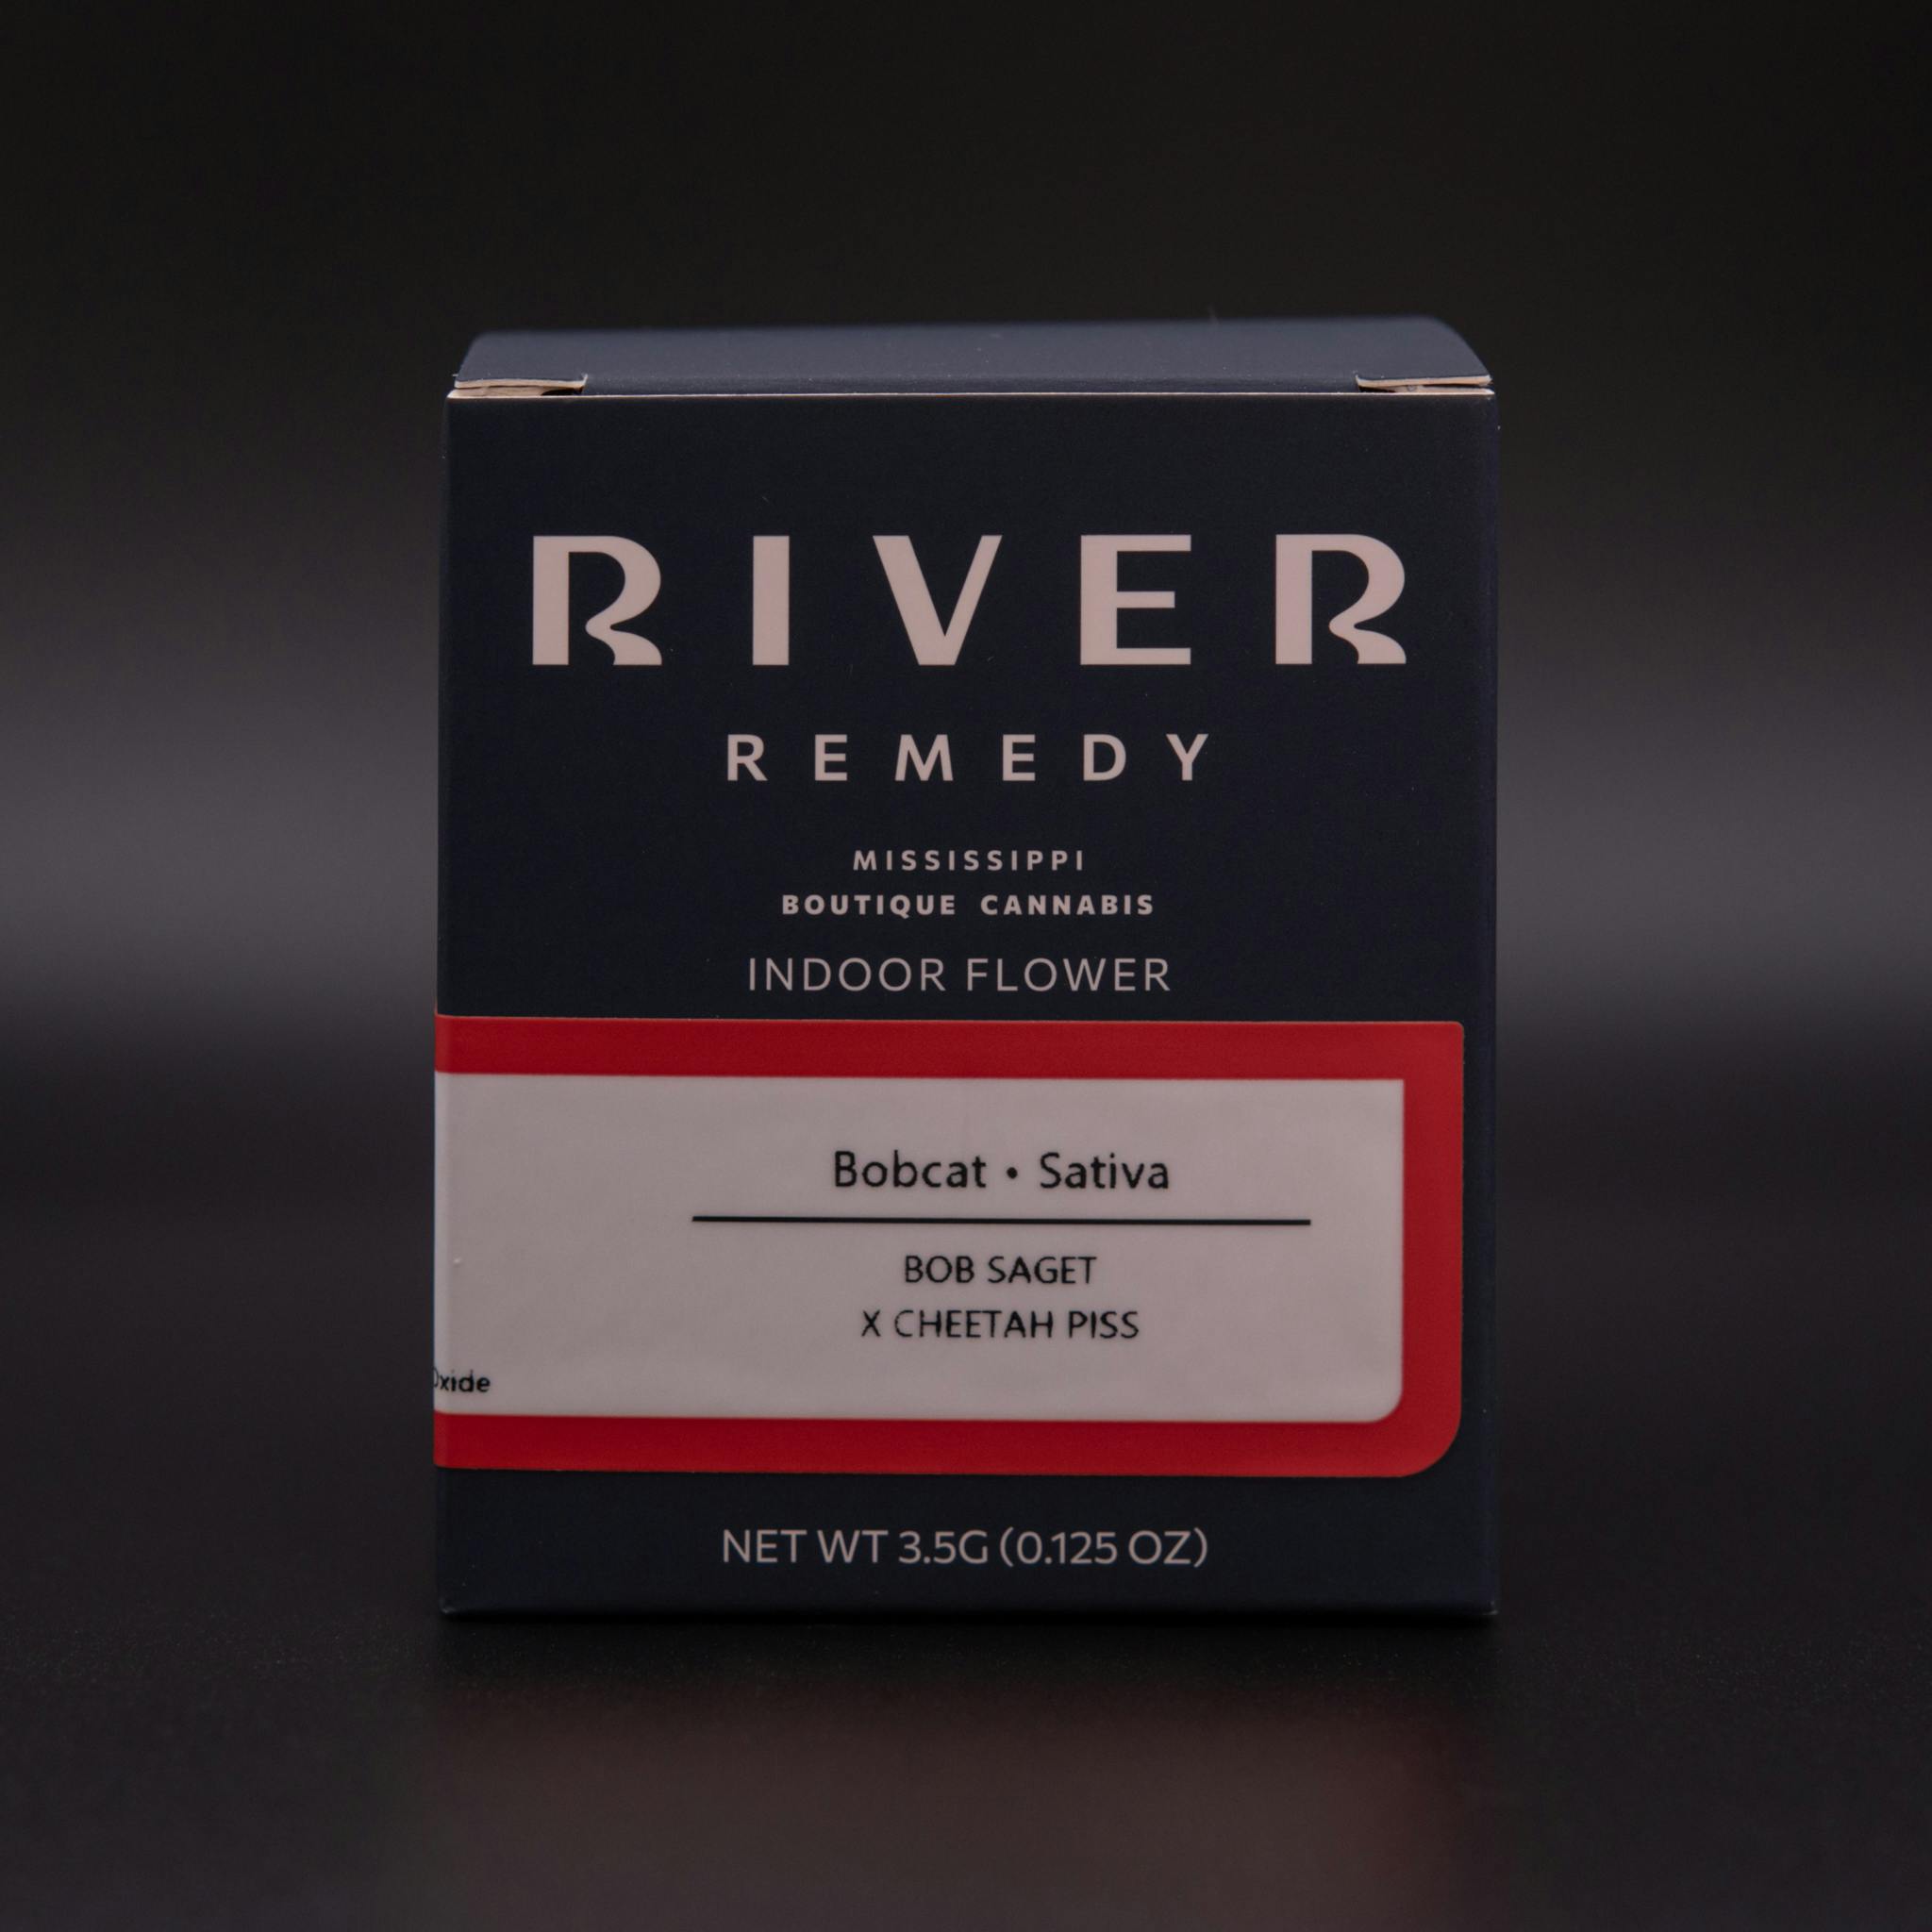 RIVER
REMEDY
MISSISSIPPI
BOUTIQUE CANNABIS
INDOOR FLOWER
Bobcat • Sativa
BOB SAGET
X CHEETAH PISS
Oxide
NET WT 3.5G (0.125 OZ)